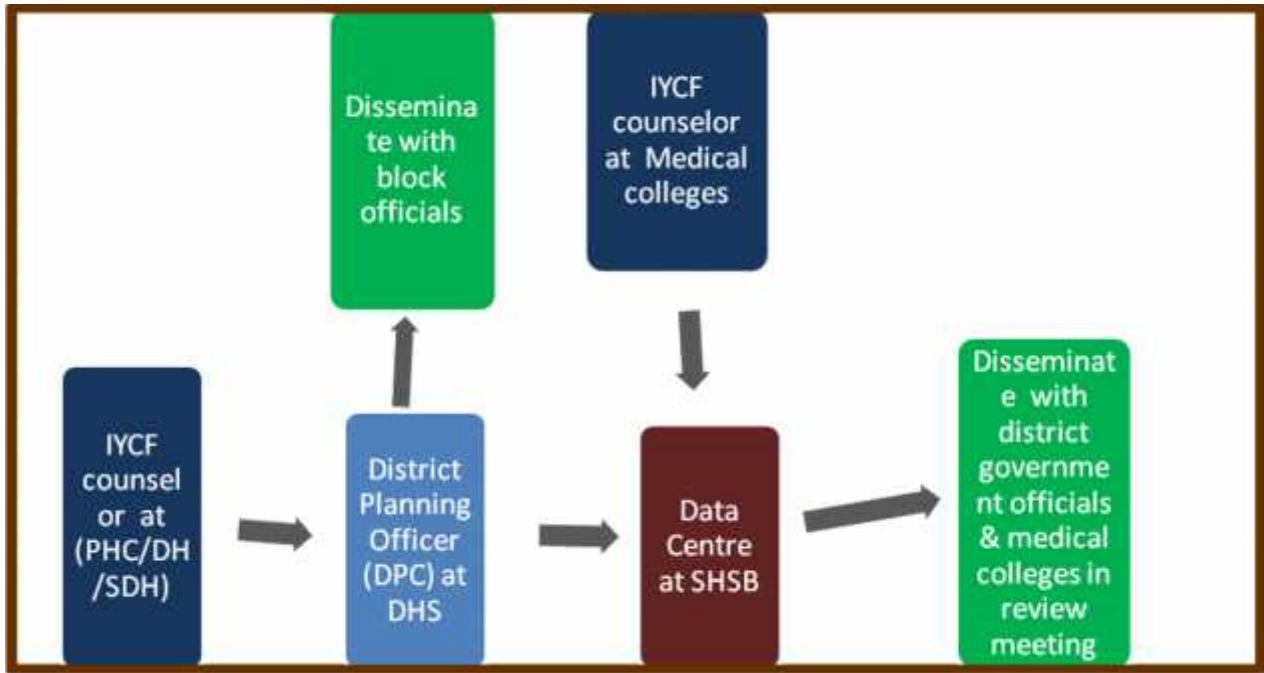 Dissemina
te with
block
officials
IYCF
counselor
at Medical
colleges
IYCF
counsel
or at
(PHC/DH
/SDH)
District
Planning
Officer
(DPC) at
DHS
Data
Centre
at SHSB
Disseminat
e with
district
governme
nt officials
& medical
colleges in
review
meeting